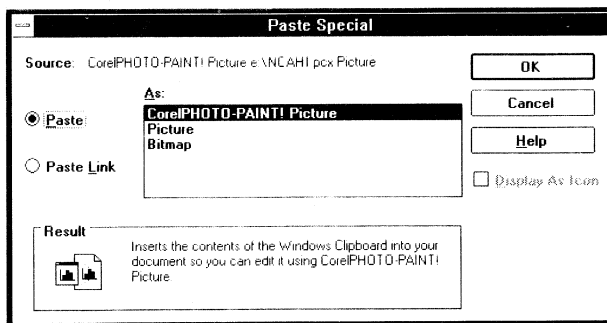 Paste Special
Source: CorelPHOTO-PAINT! Picture e:\NCAHI pcx Picture
As:
Paste
Paste Link
CorelPHOTO-PAINT! Picture
Picture
Bitmap
OK
Cancel
Help
Display As Icon
Result
Inserts the contents of the Windows Clipboard into your
document so you can edit it using CorelPHOTO-PAINT!
Picture